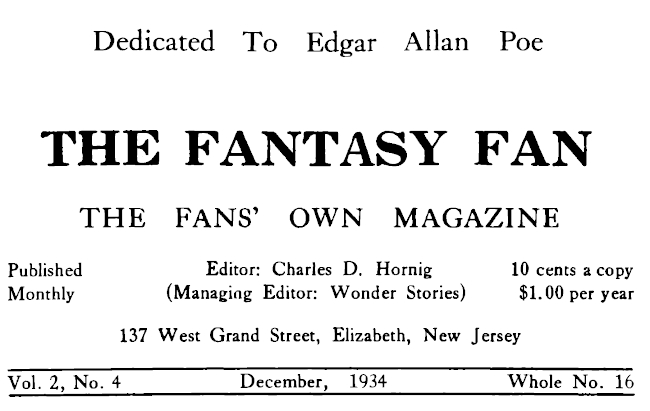 Dedicated To Edgar Allan Poe
THE FANTASY FAN
THE FANS' OWN MAGAZINE
Published Editor: Charles D. Hornig 10 cents a copy
Monthly (Managing Editor: Wonder Stories) $1.00 per year
137 West Grand Street, Elizabeth, New Jersey
Vol. 2, No. 4 December, 1934 Whole No. 16